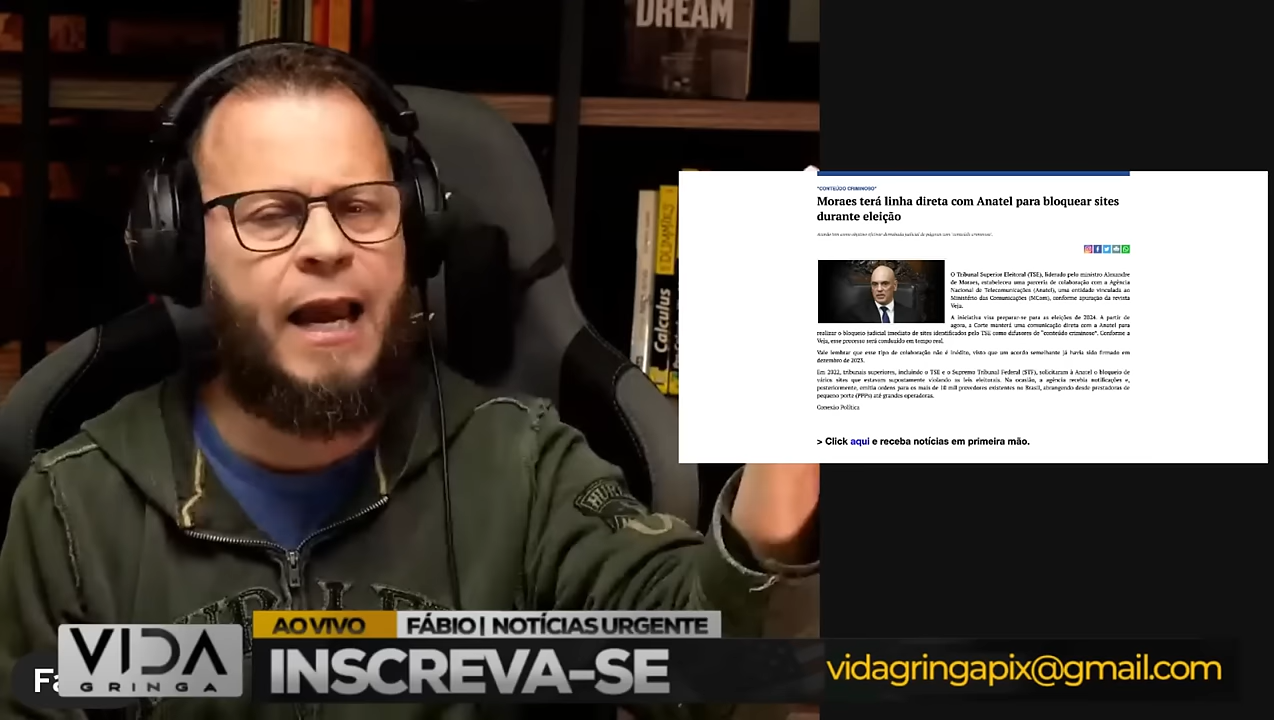 DREAM
Calculus
DUMMIES
"CONTEÚDO CRIMINOSO"
Moraes terá linha direta com Anatel para bloquear sites
durante eleição
O Tribunal Superior Eleitoral (TSE), liderado pelo ministro Alexandre
de Moraes, estabeleceu uma parceria de colaboração com a Agência
Nacional de Telecomunicações (Anatel), uma entidade vinculada ao
Ministério das Comunicações (MCom), conforme apuração da revista
Veja.
A iniciativa visa preparar-se para as eleições de 2024. A partir de
agora, a Corte manterá uma comunicação direta com a Anatel para
realizar o bloqueio judicial imediato de sites identificados pelo TSE como difusores de "conteúdo criminoso". Conforme a
Veja, esse processo será conduzido em tempo real.
Vale lembrar que esse tipo de colaboração não é inédito, visto que um acordo semelhante já havia sido firmado em
dezembro de 2023.
Em 2022, tribunais superiores, incluindo o TSE e o Supremo Tribunal Federal (STF), solicitaram à Anatel o bloqueio de
vários sites que estavam supostamente violando as leis eleitorais. Na ocasião, a agência recebia notificações e,
posteriormente, emitia ordens para os mais de 18 mil provedores existentes no Brasil, abrangendo desde prestadoras de
pequeno porte (PPPs) até grandes operadoras.
Conexão Política
> Click aqui e receba notícias em primeira mão.
AO VIVO FÁBIO | NOTÍCIAS URGENTE
VIDA
GRINGA
INSCREVA-SE
vidagringapix@gmail.com